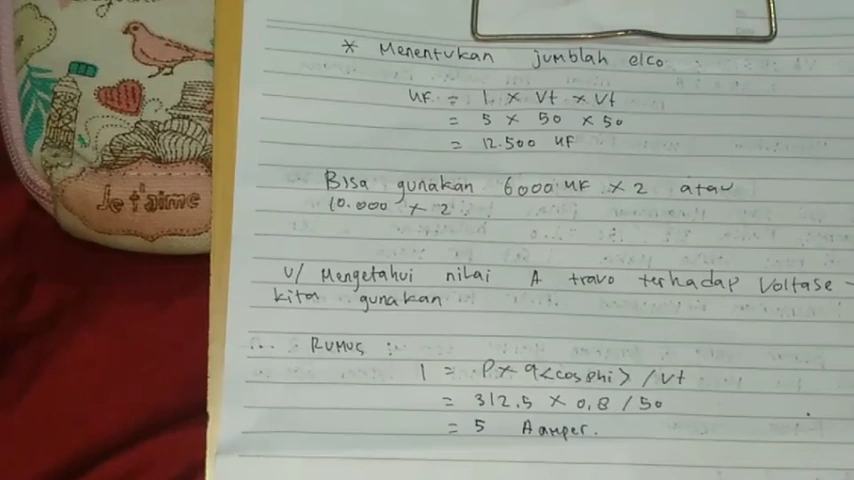 Je t'aime
* Menentukan jumblah elco
UF = 1 x Vt x Vt
= 5 x 50 x 50
= 12.500 UF
Bisa gunakan 6000 UF x 2 atau
10.000 x 2
U/ Mengetahui nilai A travo terhadap Voltase -
kita gunakan
... Rumus :
I = P x q<cos phi> / Vt
= 312,5 x 0,8 / 50
= 5 Aamper.